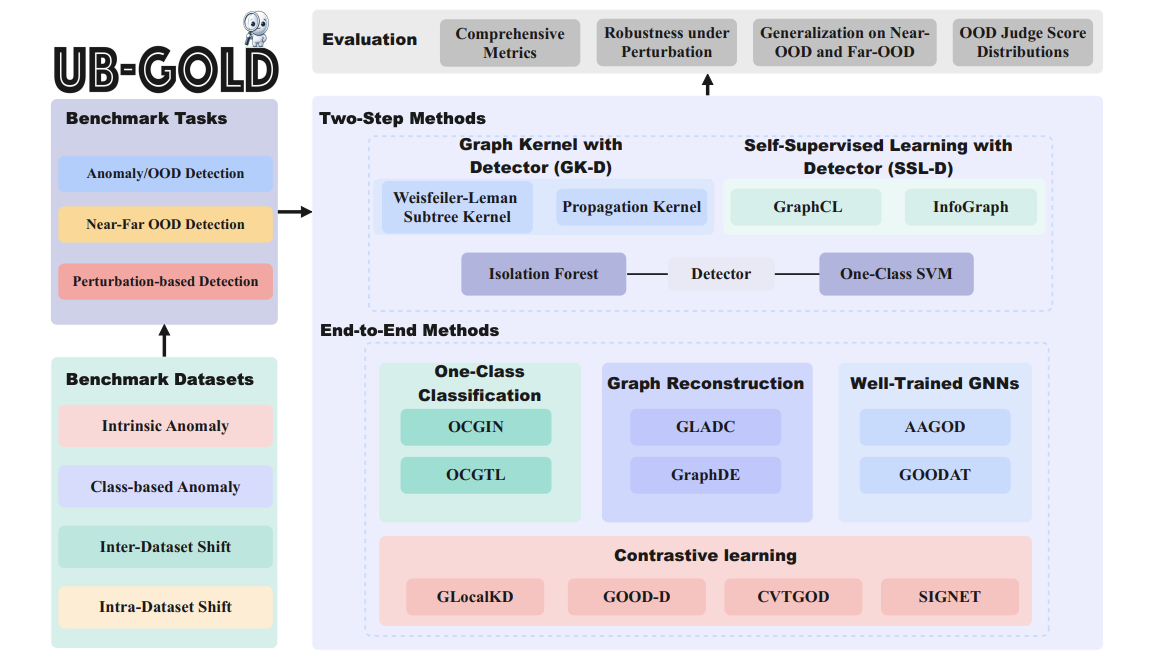 UB-GOLD
Benchmark Tasks
Anomaly/OOD Detection
Near-Far OOD Detection
Perturbation-based Detection
Benchmark Datasets
Intrinsic Anomaly
Class-based Anomaly
Inter-Dataset Shift
Intra-Dataset Shift
Evaluation
Comprehensive
Metrics
Robustness under
Perturbation
Generalization on Near-
OOD and Far-OOD
OOD Judge Score
Distributions
Two-Step Methods
Graph Kernel with
Detector (GK-D)
Weisfeiler-Leman
Subtree Kernel
Propagation Kernel
Self-Supervised Learning with
Detector (SSL-D)
GraphCL
InfoGraph
Isolation Forest
Detector
One-Class SVM
End-to-End Methods
One-Class
Classification
OCGIN
OCGTL
Graph Reconstruction
GLADC
GraphDE
Well-Trained GNNs
AAGOD
GOODAT
Contrastive learning
GLocalKD
GOOD-D
CVTGOD
SIGNET